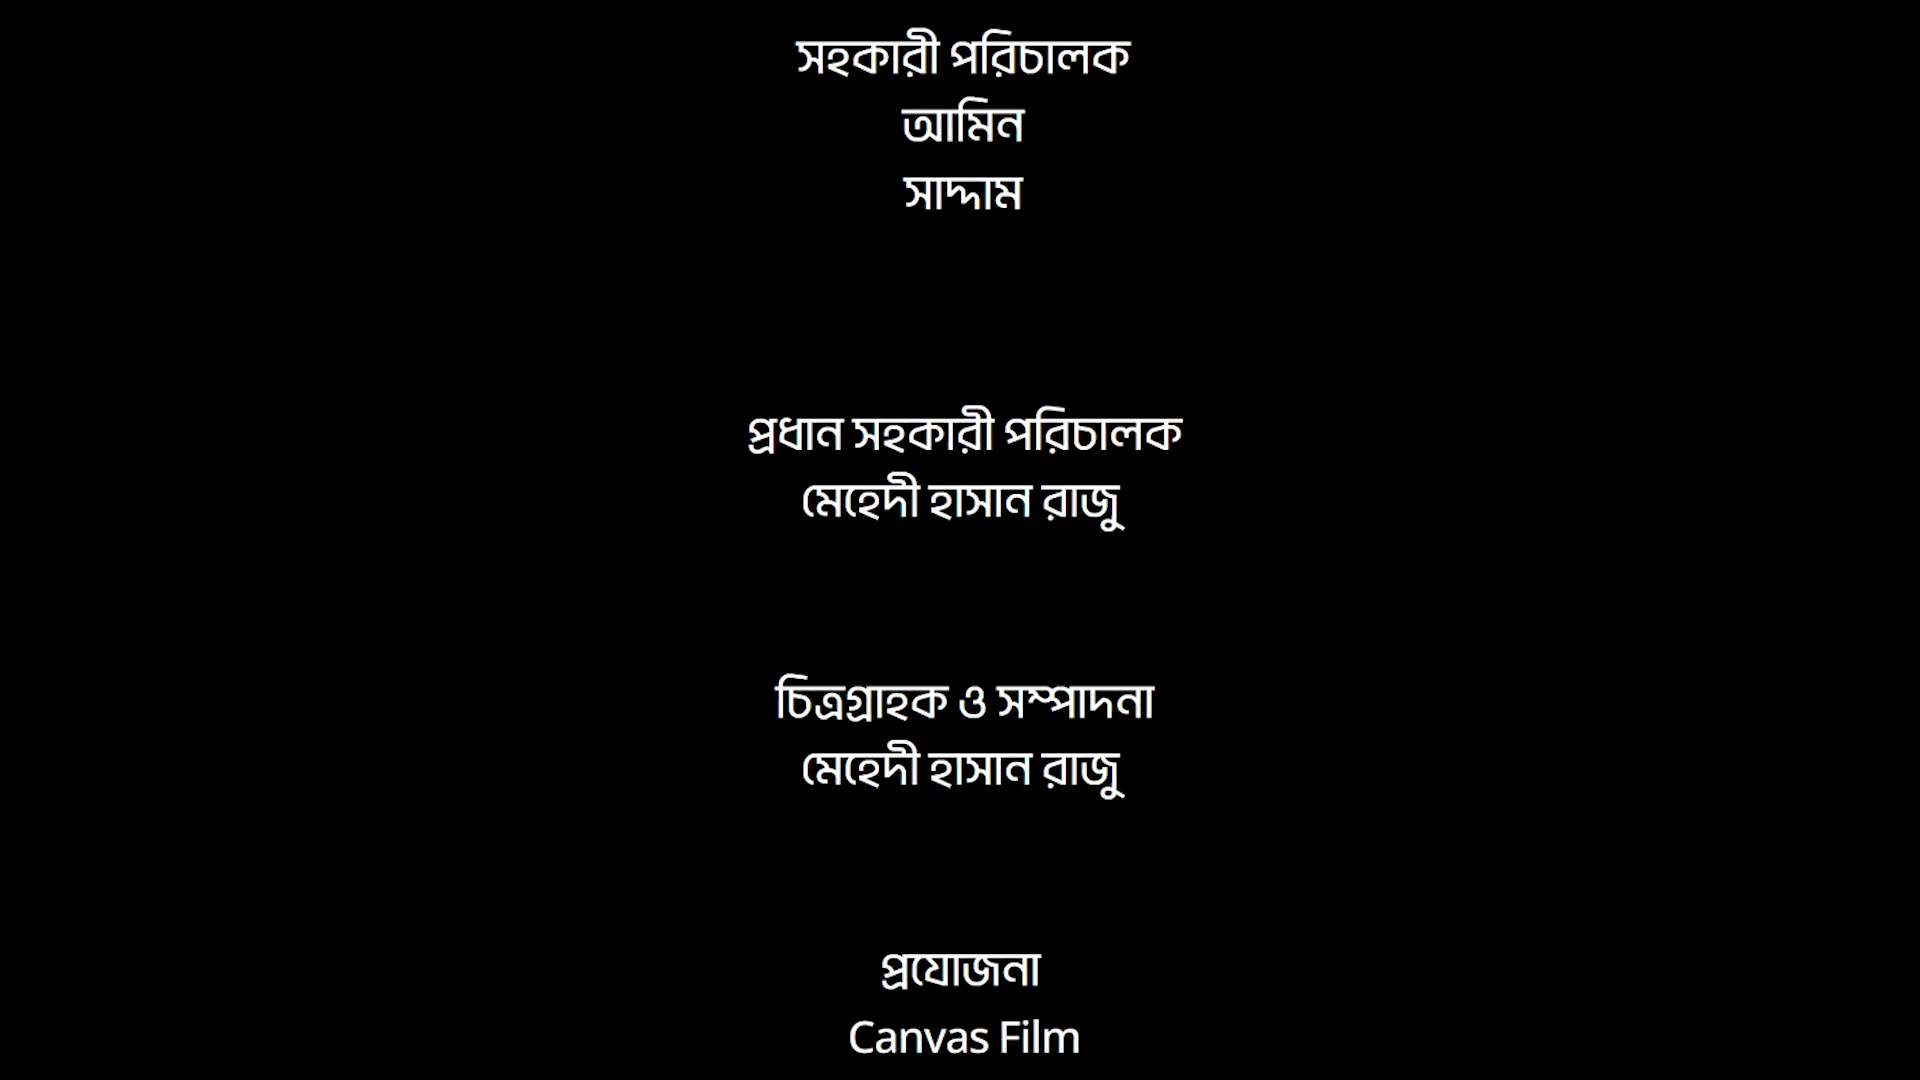 সহকারী পরিচালক
আমিন
সাদ্দাম
প্রধান সহকারী পরিচালক
মেহেদী হাসান রাজু
চিত্রগ্রাহক ও সম্পাদনা
মেহেদী হাসান রাজু
প্রযোজনা
Canvas Film